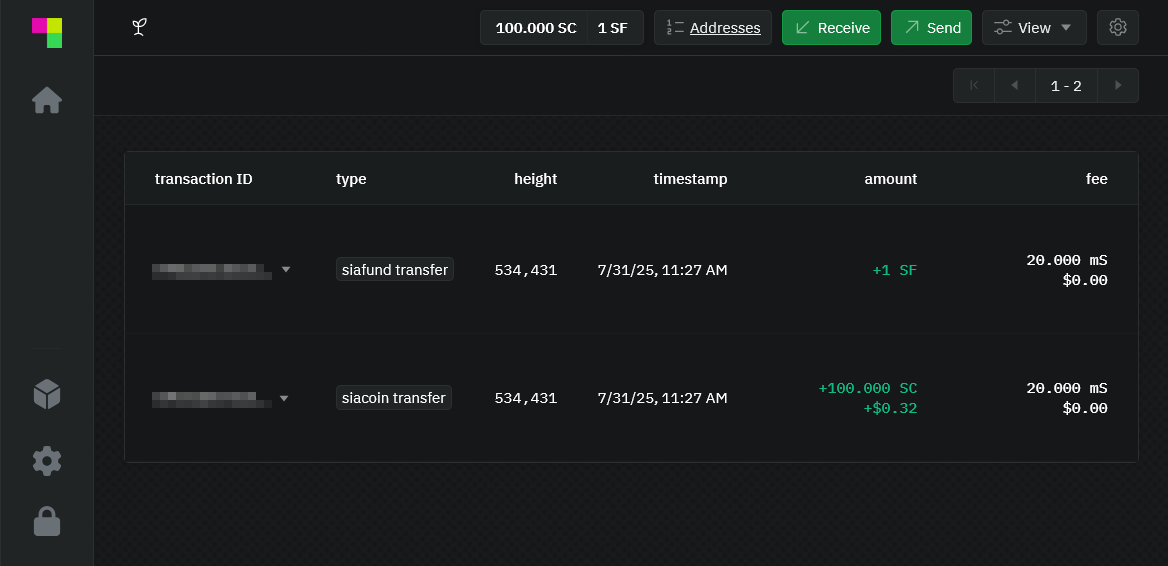 100.000 SC 1 SF Addresses Receive Send View
1 - 2
transaction ID type height timestamp amount fee
siafund transfer 534,431 7/31/25, 11:27 AM +1 SF 20.000 mS
$0.00
siacoin transfer 534,431 7/31/25, 11:27 AM +100.000 SC 20.000 mS
+$0.32 $0.00